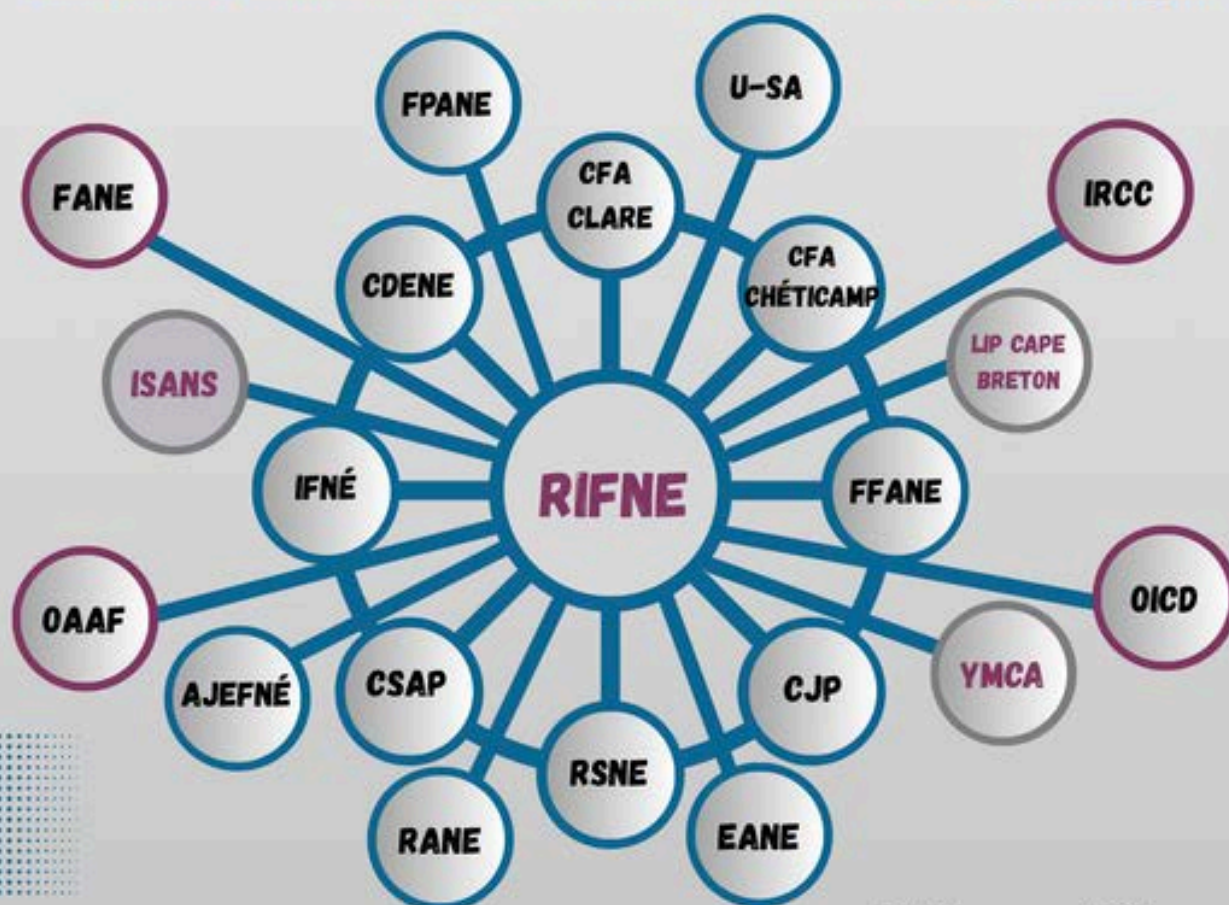 FPANE
U-SA
FANE
CFA
CLARE
IRCC
CDENE
CFA
CHÉTICAMP
ISANS
LIP CAPE
BRETON
IFNÉ
RIFNE
FFANE
OAAF
OICD
AJEFNÉ
CSAP
CJP
YMCA
RSNE
RANE
EANE